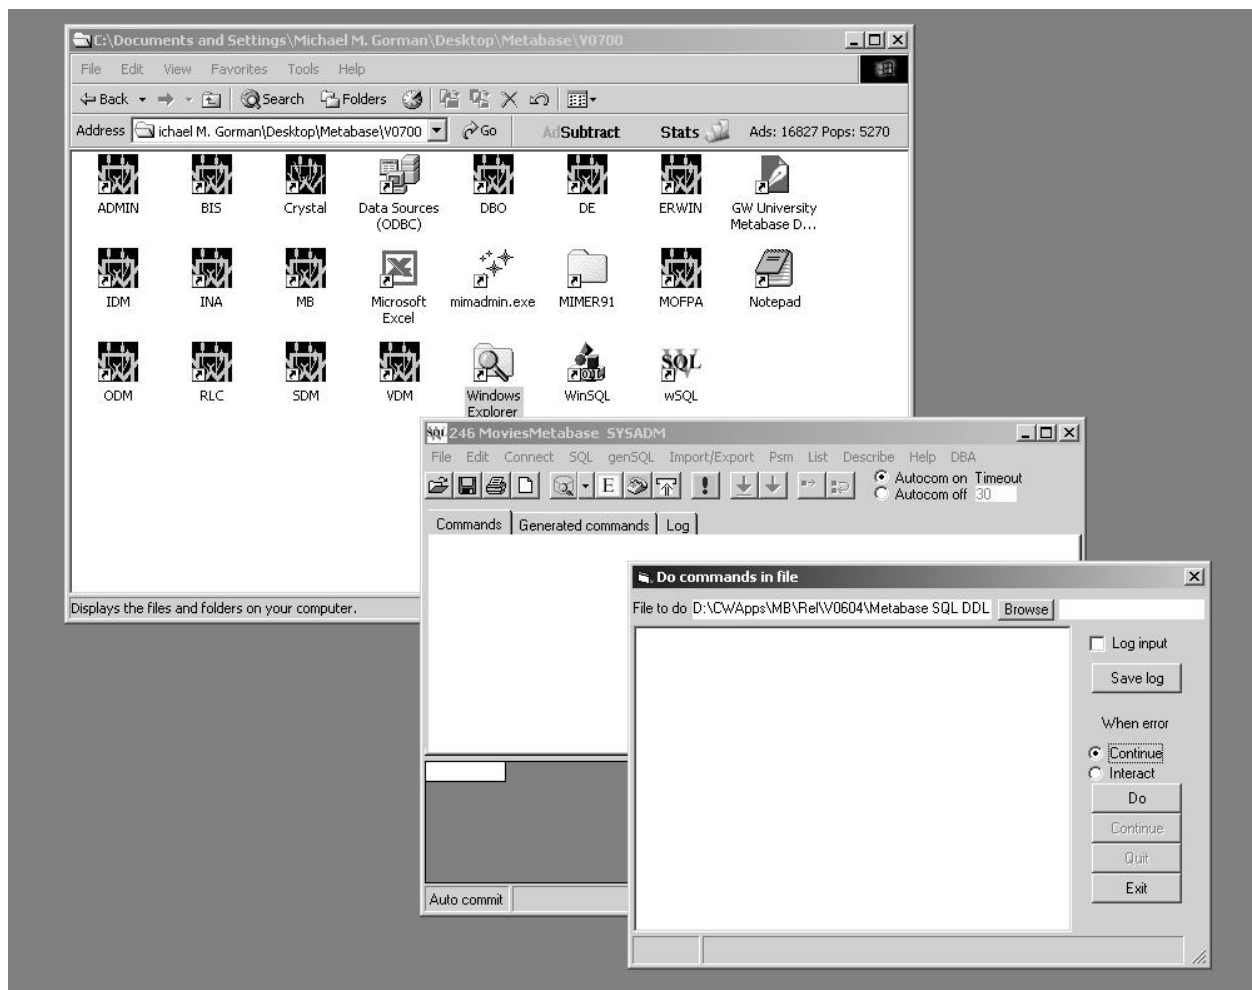 C:\Documents and Settings\Michael M. Gorman\Desktop\Metabase\V0700
File Edit View Favorites Tools Help
Back Search Folders
Address ichael M. Gorman\Desktop\Metabase\V0700 Go AdSubtract Stats Ads: 16827 Pops: 5270
ADMIN BIS Crystal Data Sources (ODBC) DBO DE ERWIN GW University Metabase D...
IDM INA MB Microsoft Excel mimadmin.exe MIMER91 MOFPA Notepad
ODM RLC SDM VDM Windows Explorer WinSQL wSQL
SQL
Displays the files and folders on your computer.
SQL 246 MoviesMetabase SYSADM
File Edit Connect SQL genSQL Import/Export Psm List Describe Help DBA
E ! Autocom on Timeout
Autocom off 30
Commands Generated commands Log
Auto commit
Do commands in file
File to do D:\CWApps\MB\Rel\V0604\Metabase SQL DDL Browse
Log input
Save log
When error
Continue
Interact
Do
Continue
Quit
Exit